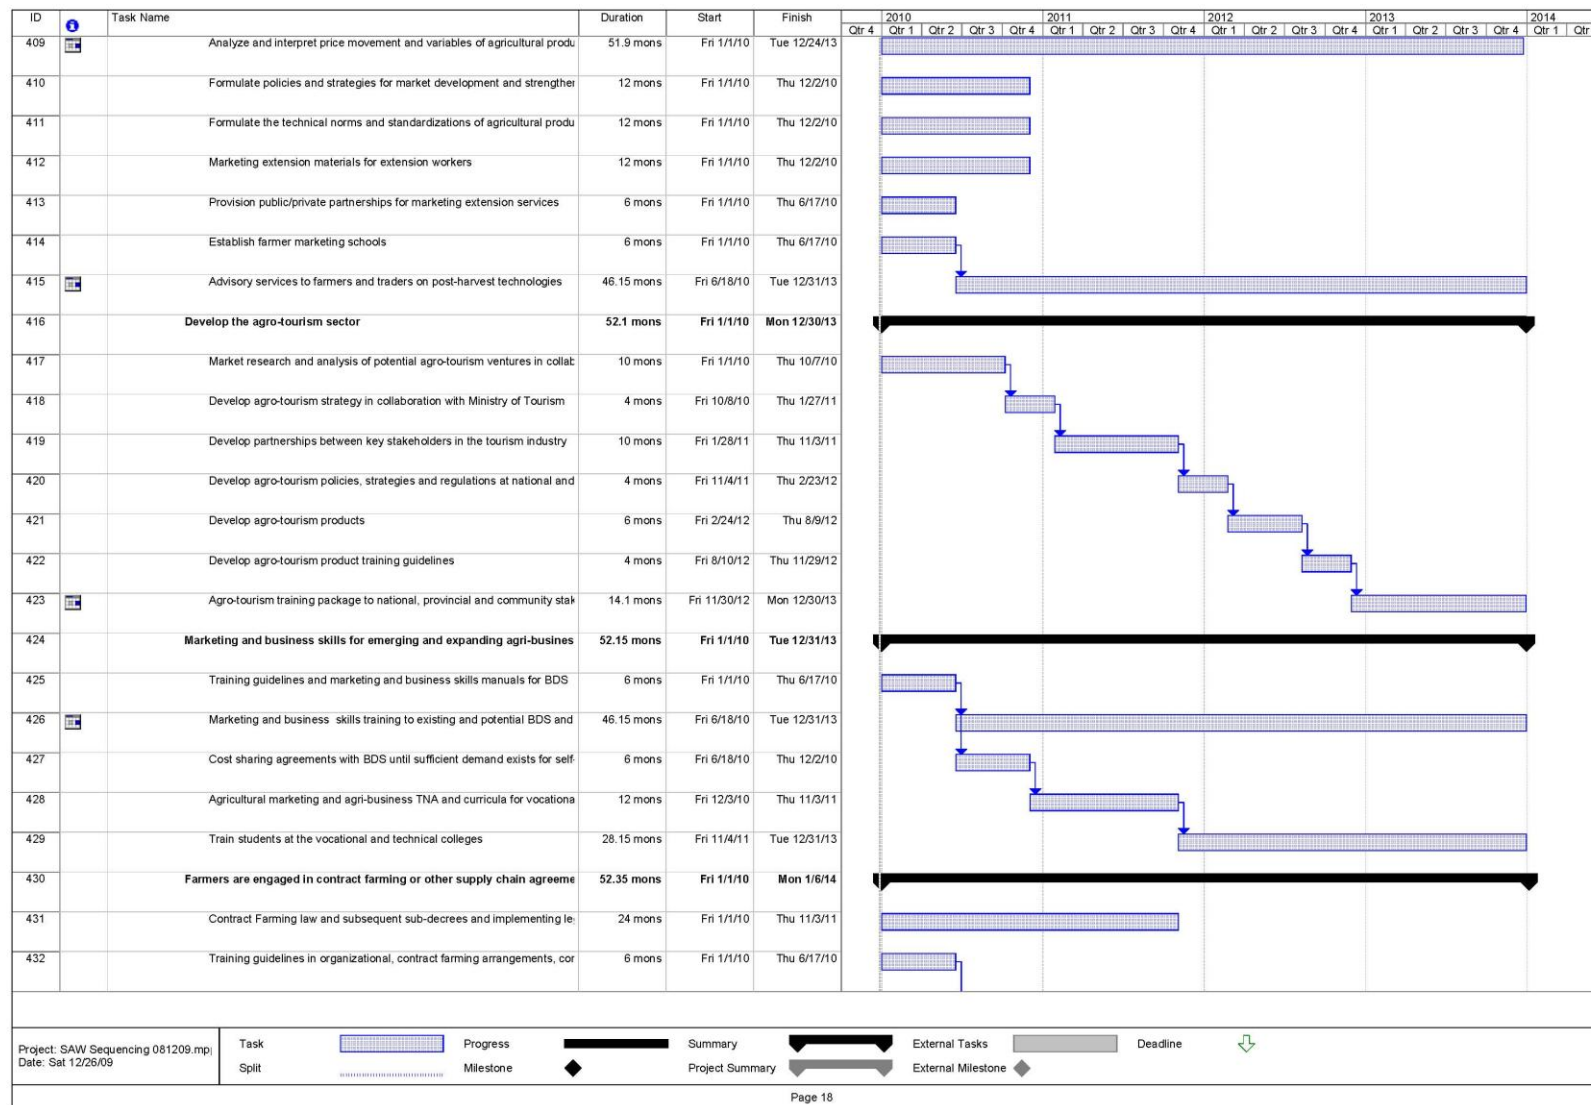 ID Task Name Duration Start Finish 2010 2011 2012 2013 2014
Qtr 4 Qtr 1 Qtr 2 Qtr 3 Qtr 4 Qtr 1 Qtr 2 Qtr 3 Qtr 4 Qtr 1 Qtr 2 Qtr 3 Qtr 4 Qtr 1 Qtr 2 Qtr 3 Qtr 4 Qtr 1 Qtr
409 Analyze and interpret price movement and variables of agricultural produ 51.9 mons Fri 1/1/10 Tue 12/24/13
410 Formulate policies and strategies for market development and strengthen 12 mons Fri 1/1/10 Thu 12/2/10
411 Formulate the technical norms and standardizations of agricultural produ 12 mons Fri 1/1/10 Thu 12/2/10
412 Marketing extension materials for extension workers 12 mons Fri 1/1/10 Thu 12/2/10
413 Provision public/private partnerships for marketing extension services 6 mons Fri 1/1/10 Thu 6/17/10
414 Establish farmer marketing schools 6 mons Fri 1/1/10 Thu 6/17/10
415 Advisory services to farmers and traders on post-harvest technologies 46.15 mons Fri 6/18/10 Tue 12/31/13
416 Develop the agro-tourism sector 52.1 mons Fri 1/1/10 Mon 12/30/13
417 Market research and analysis of potential agro-tourism ventures in collab 10 mons Fri 1/1/10 Thu 10/7/10
418 Develop agro-tourism strategy in collaboration with Ministry of Tourism 4 mons Fri 10/8/10 Thu 1/27/11
419 Develop partnerships between key stakeholders in the tourism industry 10 mons Fri 1/28/11 Thu 11/3/11
420 Develop agro-tourism policies, strategies and regulations at national and 4 mons Fri 11/4/11 Thu 2/23/12
421 Develop agro-tourism products 6 mons Fri 2/24/12 Thu 8/9/12
422 Develop agro-tourism product training guidelines 4 mons Fri 8/10/12 Thu 11/29/12
423 Agro-tourism training package to national, provincial and community stak 14.1 mons Fri 11/30/12 Mon 12/30/13
424 Marketing and business skills for emerging and expanding agri-busines 52.15 mons Fri 1/1/10 Tue 12/31/13
425 Training guidelines and marketing and business skills manuals for BDS 6 mons Fri 1/1/10 Thu 6/17/10
426 Marketing and business skills training to existing and potential BDS and 46.15 mons Fri 6/18/10 Tue 12/31/13
427 Cost sharing agreements with BDS until sufficient demand exists for self- 6 mons Fri 6/18/10 Thu 12/2/10
428 Agricultural marketing and agri-business TNA and curricula for vocationa 12 mons Fri 12/3/10 Thu 11/3/11
429 Train students at the vocational and technical colleges 28.15 mons Fri 11/4/11 Tue 12/31/13
430 Farmers are engaged in contract farming or other supply chain agreeme 52.35 mons Fri 1/1/10 Mon 1/6/14
431 Contract Farming law and subsequent sub-decrees and implementing le 24 mons Fri 1/1/10 Thu 11/3/11
432 Training guidelines in organizational, contract farming arrangements, cor 6 mons Fri 1/1/10 Thu 6/17/10
Project: SAW Sequencing 081209.mpp
Date: Sat 12/26/09
Task Progress Summary External Tasks Deadline
Split Milestone Project Summary External Milestone
Page 18